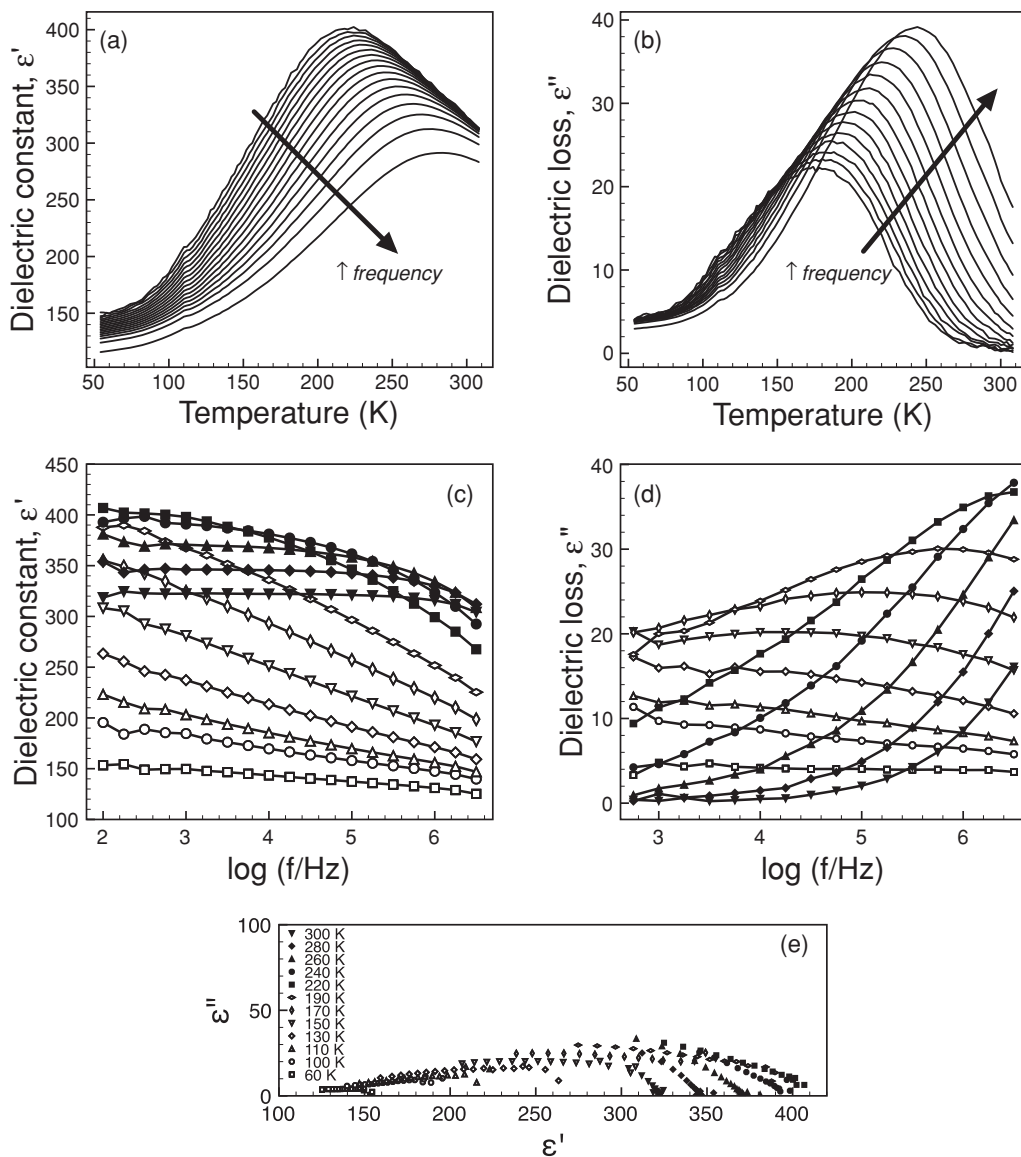 (a)
Dielectric constant, ε'
400
350
300
250
200
150
↑ frequency
50 100 150 200 250 300
Temperature (K)
(b)
Dielectric loss, ε''
40
30
20
10
0
↑ frequency
50 100 150 200 250 300
Temperature (K)
(c)
Dielectric constant, ε'
450
400
350
300
250
200
150
100
2 3 4 5 6
log (f/Hz)
(d)
Dielectric loss, ε''
40
30
20
10
0
3 4 5 6
log (f/Hz)
(e)
ε''
100
50
0
300 K
280 K
260 K
240 K
220 K
190 K
170 K
150 K
130 K
110 K
100 K
60 K
100 150 200 250 300 350 400
ε'